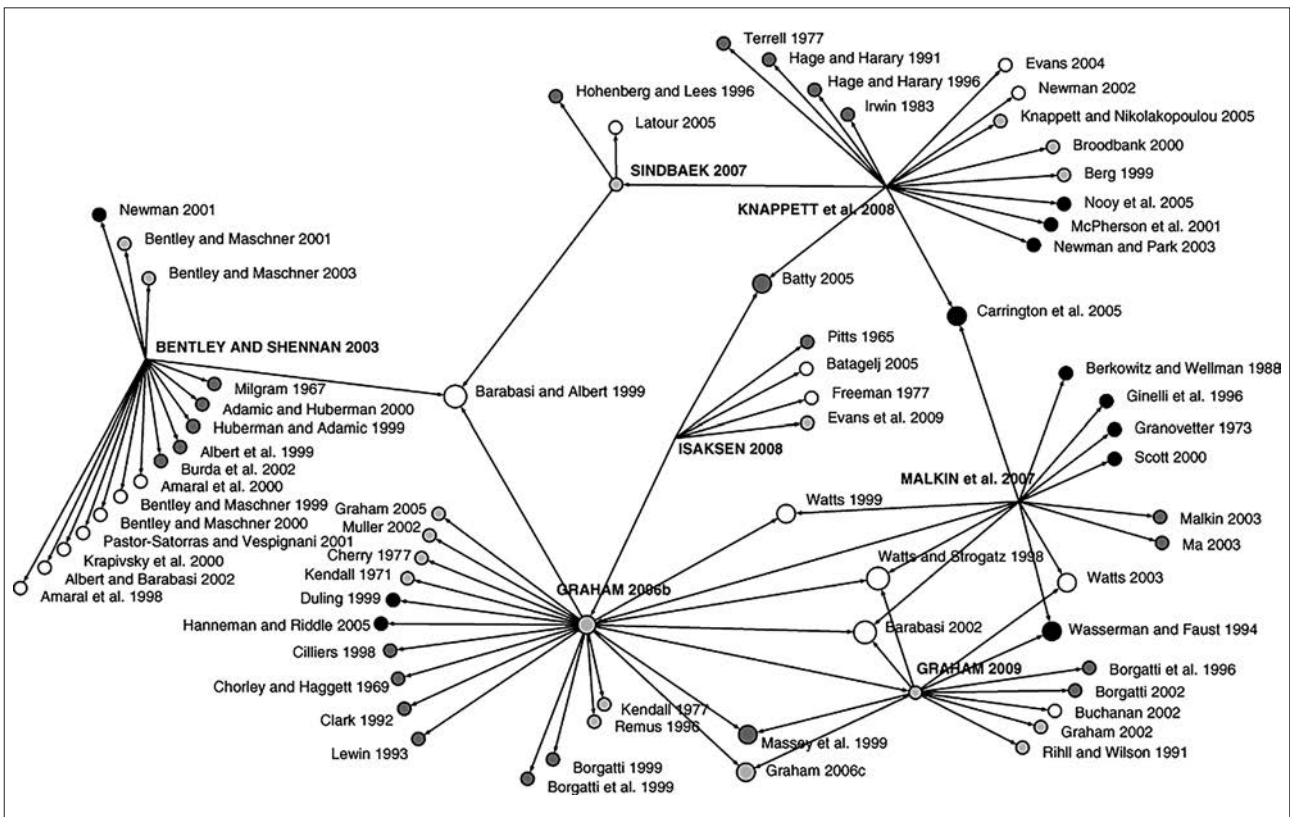 Terrell 1977
Hage and Harary 1991
Hage and Harary 1996
Irwin 1983
Evans 2004
Newman 2002
Knappett and Nikolakopoulou 2005
Broodbank 2000
Berg 1999
Nooy et al. 2005
McPherson et al. 2001
Newman and Park 2003
KNAPPETT et al. 2008
Hohenberg and Lees 1996
Latour 2005
SINDBAEK 2007
Newman 2001
Bentley and Maschner 2001
Bentley and Maschner 2003
BENTLEY AND SHENNAN 2003
Milgram 1967
Adamic and Huberman 2000
Huberman and Adamic 1999
Albert et al. 1999
Burda et al. 2002
Amaral et al. 2000
Bentley and Maschner 1999
Bentley and Maschner 2000
Pastor-Satorras and Vespignani 2001
Krapivsky et al. 2000
Albert and Barabasi 2002
Amaral et al. 1998
Barabasi and Albert 1999
Batty 2005
Carrington et al. 2005
Pitts 1965
Batagelj 2005
Freeman 1977
Evans et al. 2009
ISAKSEN 2008
Berkowitz and Wellman 1988
Ginelli et al. 1996
Granovetter 1973
Scott 2000
MALKIN et al. 2007
Malkin 2003
Ma 2003
Watts 1999
Watts and Strogatz 1998
Watts 2003
Barabasi 2002
Wasserman and Faust 1994
Graham 2005
Muller 2002
Cherry 1977
Kendall 1971
Duling 1999
Hanneman and Riddle 2005
Cilliers 1998
Chorley and Haggett 1969
Clark 1992
Lewin 1993
GRAHAM 2006b
Kendall 1977
Remus 1996
Borgatti 1999
Borgatti et al. 1999
Massey et al. 1999
Graham 2006c
GRAHAM 2009
Borgatti et al. 1996
Borgatti 2002
Buchanan 2002
Graham 2002
Rihll and Wilson 1991